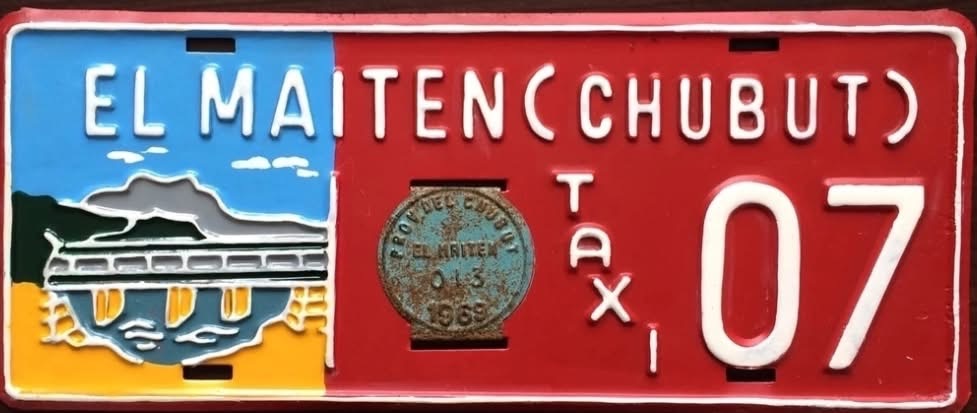 EL MAITEN (CHUBUT)
TAXI
07
PROV. DEL CHUBUT
EL MAITEN
013
1969